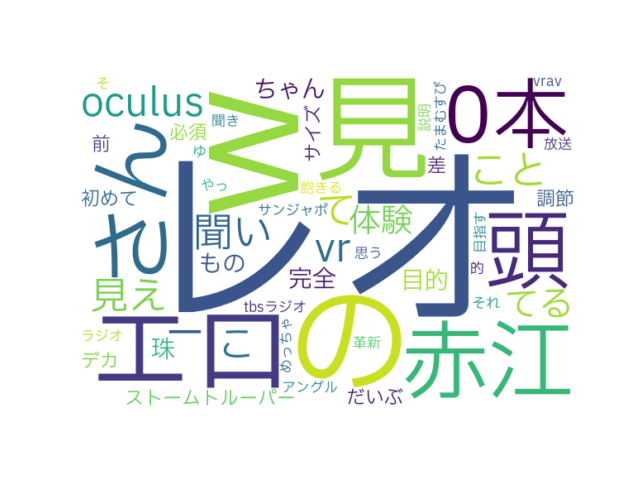 そ
vrav
oculus
ちゃん
サイズ
たまむすび
説明
0本
前
必須
聞き
w
見
ん
ゆ
差
こと
放送
初めて
やっ
飽きる
レオ
サンジャポ
て
体験
調節
せ
聞い
vr
思う
目指す
頭
もの
完全
目的
的
それ
てる
見え
tbsラジオ
の
ラジオ
エロ
ー
こ
めっちゃ
革新
赤江
デカ
珠
アングル
だいぶ
ストームトルーパー